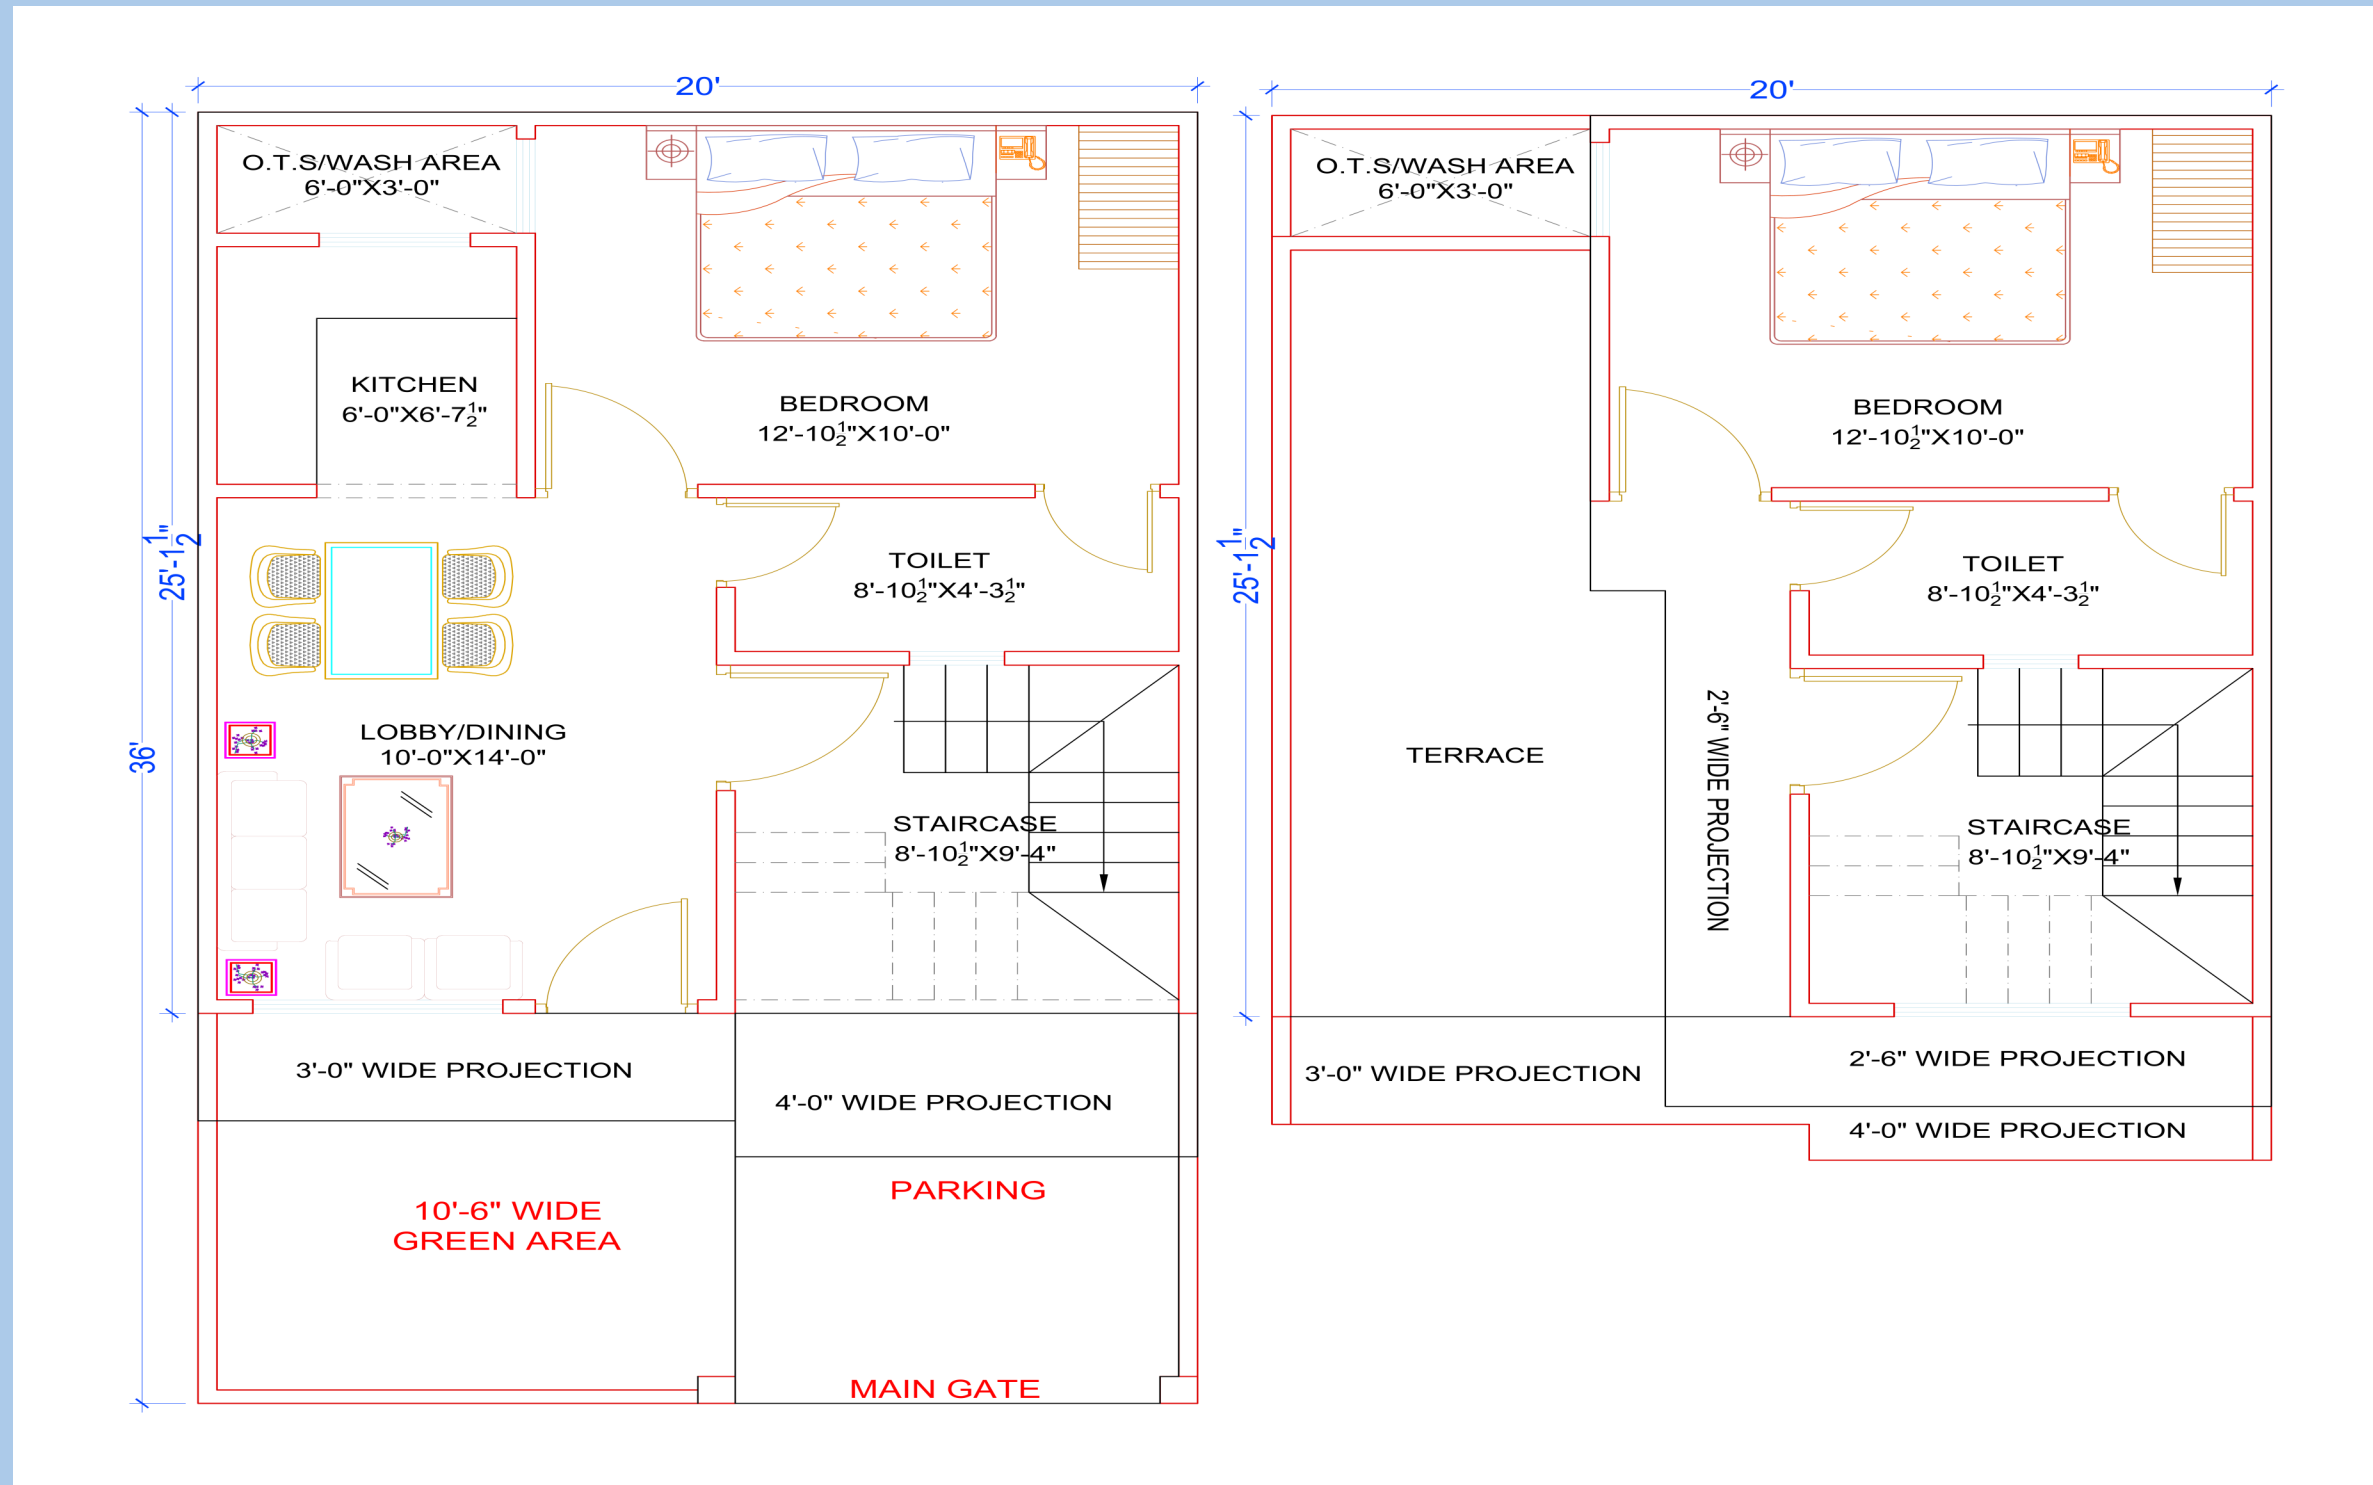 20'
O.T.S/WASH AREA
6'-0"X3'-0"
KITCHEN
6'-0"X6'-7½"
BEDROOM
12'-10½"X10'-0"
TOILET
8'-10½"X4'-3½"
25'-1½"
36'
LOBBY/DINING
10'-0"X14'-0"
STAIRCASE
8'-10½"X9'-4"
3'-0" WIDE PROJECTION
4'-0" WIDE PROJECTION
PARKING
10'-6" WIDE
GREEN AREA
MAIN GATE
20'
O.T.S/WASH AREA
6'-0"X3'-0"
BEDROOM
12'-10½"X10'-0"
TOILET
8'-10½"X4'-3½"
25'-1½"
TERRACE
2'-6" WIDE PROJECTION
STAIRCASE
8'-10½"X9'-4"
3'-0" WIDE PROJECTION
2'-6" WIDE PROJECTION
4'-0" WIDE PROJECTION